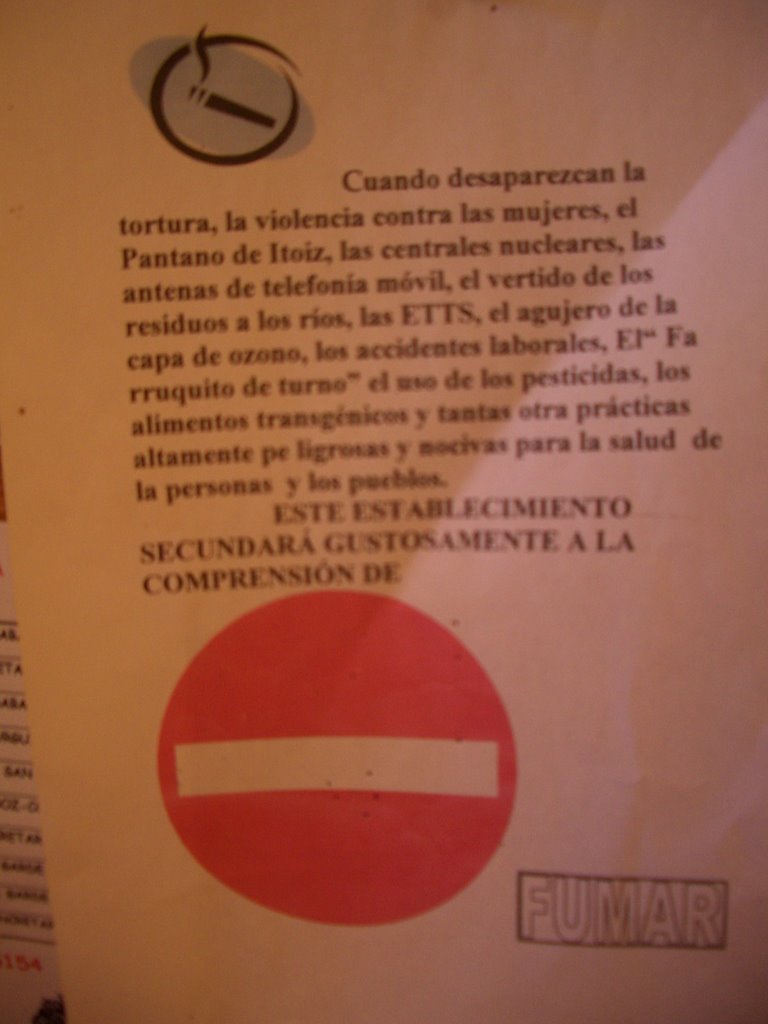 Cuando desaparezcan la
tortura, la violencia contra las mujeres, el
Pantano de Itoiz, las centrales nucleares, las
antenas de telefonía móvil, el vertido de los
residuos a los ríos, las ETTS, el agujero de la
capa de ozono, los accidentes laborales, El“ Fa
rruquito de turno” el uso de los pesticidas, los
alimentos transgénicos y tantas otra prácticas
altamente pe ligrosas y nocivas para la salud de
la personas y los pueblos.
ESTE ESTABLECIMIENTO
SECUNDARÁ GUSTOSAMENTE A LA
COMPRENSIÓN DE
FUMAR
SAN
154